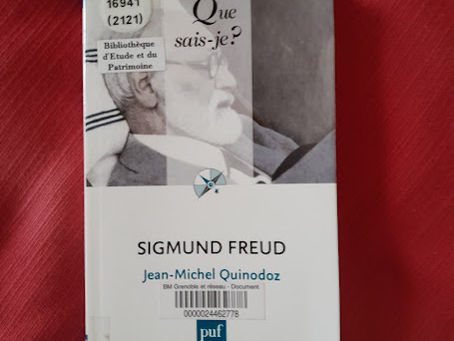 16941
(2121)
Bibliothèque
d'Etude et du
Patrimoine
Que
sais-je?
SIGMUND FREUD
Jean-Michel Quinodoz
BM Grenoble et réseau - Document
0000024462778
puf